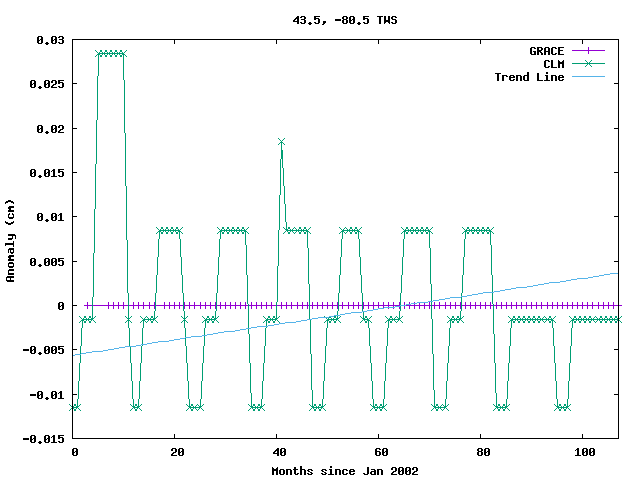 43.5, -80.5 TWS
GRACE
CLM
Trend Line
0.03
0.025
0.02
0.015
0.01
0.005
0
-0.005
-0.01
-0.015
Anomaly (cm)
0 20 40 60 80 100
Months since Jan 2002